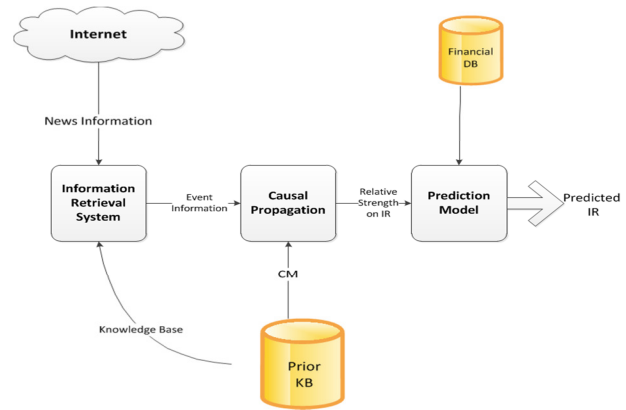 Internet
Financial
DB
News Information
Information
Retrieval
System
Event
Information
Causal
Propagation
Relative
Strength
on IR
Prediction
Model
Predicted
IR
CM
Knowledge Base
Prior
KB